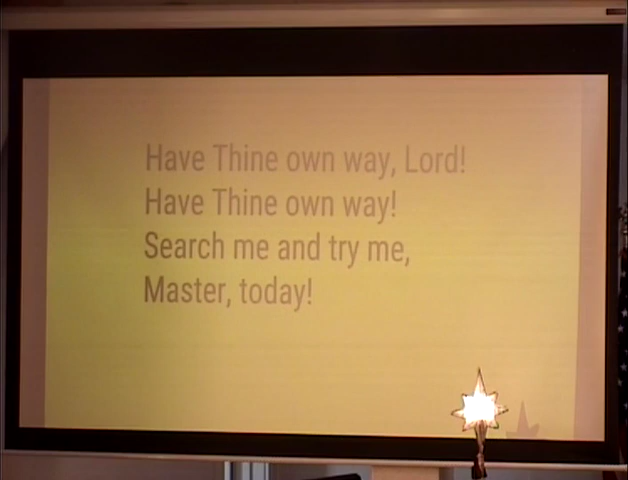 Have Thine own way, Lord!
Have Thine own way!
Search me and try me,
Master, today!